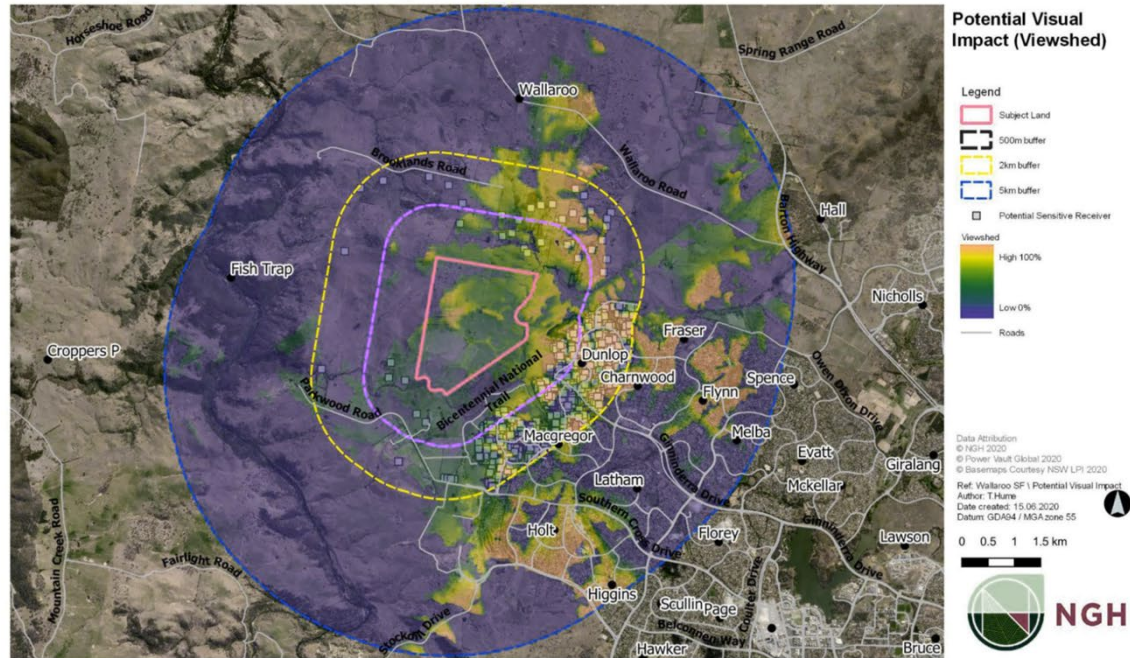 Potential Visual
Impact (Viewshed)
Legend
Subject Land
500m buffer
2km buffer
5km buffer
Potential Sensitive Receiver
Viewshed
High 100%
Low 0%
Roads
Data Attribution
© NGH 2020
© Power Vault Global 2020
© Basemaps Courtesy NSW LPI 2020
Ref: Wallaroo SF \ Potential Visual Impact
Author: T.Hume
Date created: 15.06.2020
Datum: GDA94 / MGA zone 55
0 0.5 1 1.5 km
NGH
Horseshoe Road
Spring Range Road
Wallaroo
Brooklands Road
Wallaroo Road
Barton Highway
Hall
Fish Trap
Nicholls
Croppers P
Fraser
Dunlop
Charnwood
Flynn
Spence
Owen Dixon Drive
Bicentennial National
Trail
Parkwood Road
Macgregor
Melba
Evatt
Giralang
Mckellar
Ginninderra Drive
Latham
Southern Cross Drive
Holt
Florey
Ginninderra Drive
Lawson
Mountain Creek Road
Fairlight Road
Higgins
Scullin
Page
Coulter Drive
Stockdill Drive
Belconnen Way
Hawker
Bruce